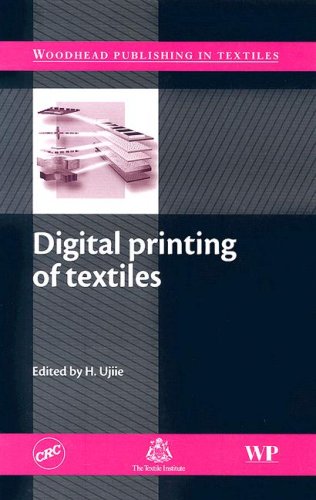 WOODHEAD PUBLISHING IN TEXTILES
Digital printing
of textiles
Edited by H. Ujiie
CRC
The Textile Institute
WP